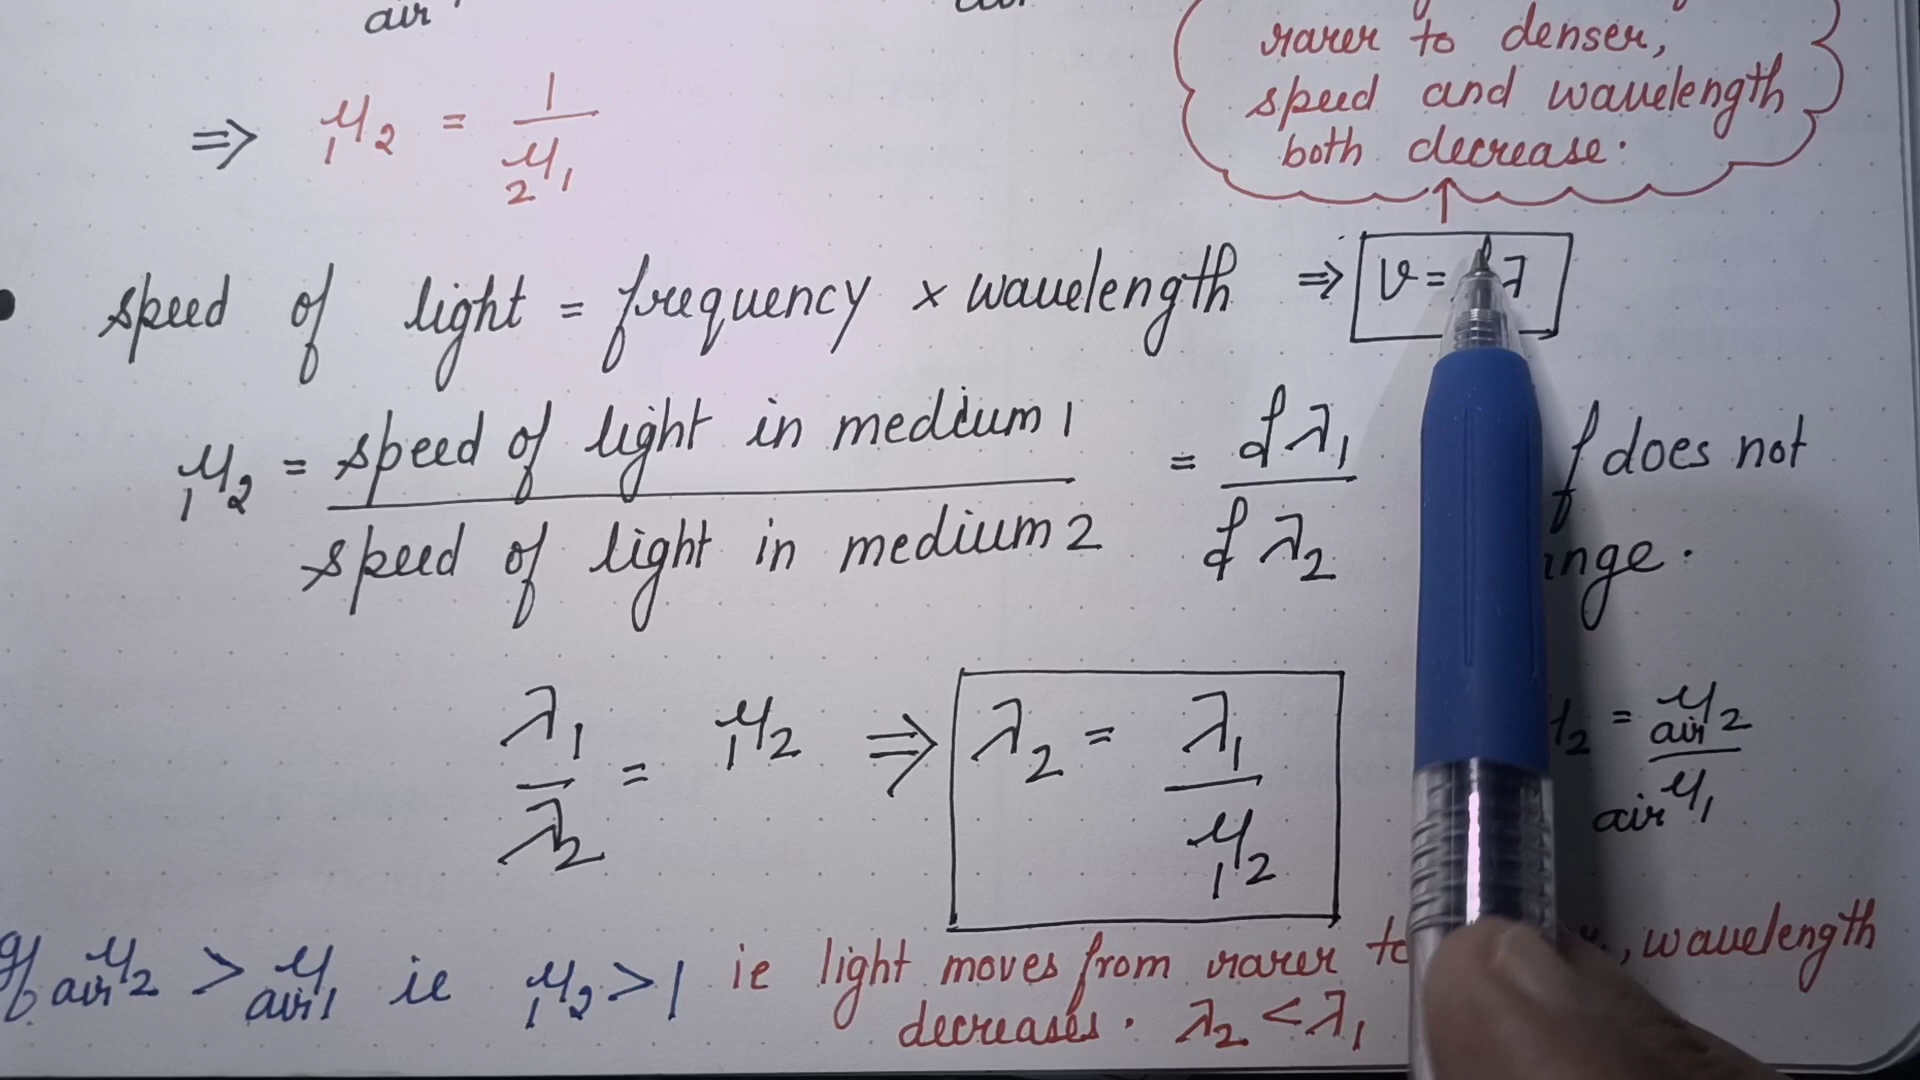 air
rarer to denser,
speed and wavelength
both decrease.
⇒ ₁μ₂ = 1 / ₂μ₁
• speed of light = frequency × wavelength ⇒ v = λ
₁μ₂ = speed of light in medium 1 / speed of light in medium 2 = fλ₁ / fλ₂
f does not
λ₁ / λ₂ = ₁μ₂ ⇒ λ₂ = λ₁ / ₁μ₂
μ₂ = airμ₂ / airμ₁
If airμ₂ > airμ₁ ie ₁μ₂ > 1 ie light moves from rarer to , wavelength
decreases. λ₂ < λ₁